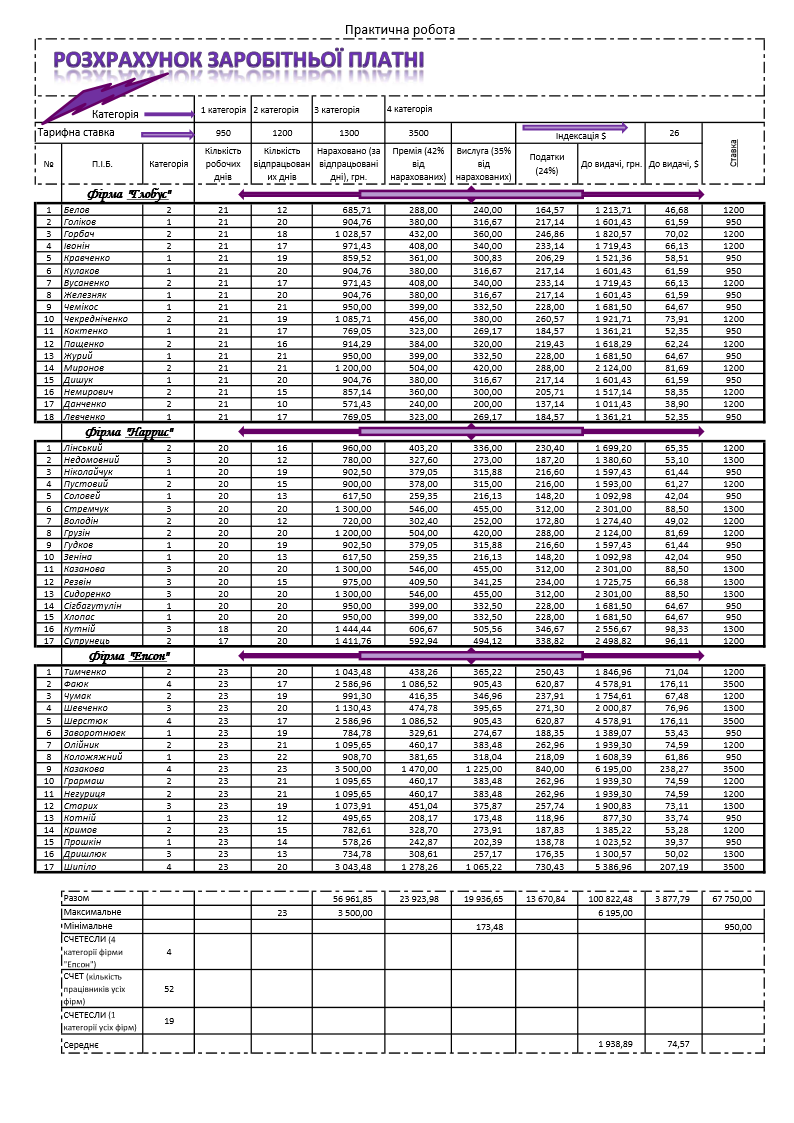 Практична робота
РОЗХРАХУНОК ЗАРОБІТНЬОЇ ПЛАТНІ
Категорія 1 категорія 2 категорія 3 категорія 4 категорія
Тарифна ставка 950 1200 1300 3500 Індексація $ 26
№ П.І.Б. Категорія Кількість робочих днів Кількість відпрацьован их днів Нараховано (за відпрацьовані дні), грн. Премія (42% від нарахованих) Вислуга (35% від нарахованих) Податки (24%) До видачі, грн. До видачі, $ Ставка
Фірма "Глобус"
1 Белов 2 21 12 685,71 288,00 240,00 164,57 1 213,71 46,68 1200
2 Голіков 1 21 20 904,76 380,00 316,67 217,14 1 601,43 61,59 950
3 Горбач 2 21 18 1 028,57 432,00 360,00 246,86 1 820,57 70,02 1200
4 Івонін 2 21 17 971,43 408,00 340,00 233,14 1 719,43 66,13 1200
5 Кравченко 1 21 19 859,52 361,00 300,83 206,29 1 521,36 58,51 950
6 Кулаков 1 21 20 904,76 380,00 316,67 217,14 1 601,43 61,59 950
7 Вусаненко 2 21 17 971,43 408,00 340,00 233,14 1 719,43 66,13 1200
8 Железняк 1 21 20 904,76 380,00 316,67 217,14 1 601,43 61,59 950
9 Чемікос 1 21 21 950,00 399,00 332,50 228,00 1 681,50 64,67 950
10 Чекредніченко 2 21 19 1 085,71 456,00 380,00 260,57 1 921,71 73,91 1200
11 Коктенко 1 21 17 769,05 323,00 269,17 184,57 1 361,21 52,35 950
12 Пащенко 2 21 16 914,29 384,00 320,00 219,43 1 618,29 62,24 1200
13 Журий 1 21 21 950,00 399,00 332,50 228,00 1 681,50 64,67 950
14 Миронов 2 21 21 1 200,00 504,00 420,00 288,00 2 124,00 81,69 1200
15 Дишук 1 21 20 904,76 380,00 316,67 217,14 1 601,43 61,59 950
16 Немирович 2 21 15 857,14 360,00 300,00 205,71 1 517,14 58,35 1200
17 Данченко 2 21 10 571,43 240,00 200,00 137,14 1 011,43 38,90 1200
18 Левченко 1 21 17 769,05 323,00 269,17 184,57 1 361,21 52,35 950
Фірма "Харрис"
1 Лінський 2 20 16 960,00 403,20 336,00 230,40 1 699,20 65,35 1200
2 Недомовний 3 20 12 780,00 327,60 273,00 187,20 1 380,60 53,10 1300
3 Ніколайчук 1 20 19 902,50 379,05 315,88 216,60 1 597,43 61,44 950
4 Пустовий 2 20 15 900,00 378,00 315,00 216,00 1 593,00 61,27 1200
5 Соловей 1 20 13 617,50 259,35 216,13 148,20 1 092,98 42,04 950
6 Стремчук 3 20 20 1 300,00 546,00 455,00 312,00 2 301,00 88,50 1300
7 Володін 2 20 12 720,00 302,40 252,00 172,80 1 274,40 49,02 1200
8 Грузін 2 20 20 1 200,00 504,00 420,00 288,00 2 124,00 81,69 1200
9 Гудков 1 20 19 902,50 379,05 315,88 216,60 1 597,43 61,44 950
10 Зеніна 1 20 13 617,50 259,35 216,13 148,20 1 092,98 42,04 950
11 Казанова 3 20 20 1 300,00 546,00 455,00 312,00 2 301,00 88,50 1300
12 Резвін 3 20 15 975,00 409,50 341,25 234,00 1 725,75 66,38 1300
13 Сидоренко 3 20 20 1 300,00 546,00 455,00 312,00 2 301,00 88,50 1300
14 Сігбагутулін 1 20 20 950,00 399,00 332,50 228,00 1 681,50 64,67 950
15 Хлопас 1 20 20 950,00 399,00 332,50 228,00 1 681,50 64,67 950
16 Кутній 3 18 20 1 444,44 606,67 505,56 346,67 2 556,67 98,33 1300
17 Супрунець 2 17 20 1 411,76 592,94 494,12 338,82 2 498,82 96,11 1200
Фірма "Епсон"
1 Тимченко 2 23 20 1 043,48 438,26 365,22 250,43 1 846,96 71,04 1200
2 Фаюк 4 23 17 2 586,96 1 086,52 905,43 620,87 4 578,91 176,11 3500
3 Чумак 2 23 19 991,30 416,35 346,96 237,91 1 754,61 67,48 1200
4 Шевченко 3 23 20 1 130,43 474,78 395,65 271,30 2 000,87 76,96 1300
5 Шерстюк 4 23 17 2 586,96 1 086,52 905,43 620,87 4 578,91 176,11 3500
6 Заворотнюек 1 23 19 784,78 329,61 274,67 188,35 1 389,07 53,43 950
7 Олійник 2 23 21 1 095,65 460,17 383,48 262,96 1 939,30 74,59 1200
8 Коложяжний 1 23 22 908,70 381,65 318,04 218,09 1 608,39 61,86 950
9 Казакова 4 23 23 3 500,00 1 470,00 1 225,00 840,00 6 195,00 238,27 3500
10 Грармаш 2 23 21 1 095,65 460,17 383,48 262,96 1 939,30 74,59 1200
11 Негуриця 2 23 21 1 095,65 460,17 383,48 262,96 1 939,30 74,59 1200
12 Старих 3 23 19 1 073,91 451,04 375,87 257,74 1 900,83 73,11 1300
13 Котній 1 23 12 495,65 208,17 173,48 118,96 877,30 33,74 950
14 Кримов 2 23 15 782,61 328,70 273,91 187,83 1 385,22 53,28 1200
15 Прошкін 1 23 14 578,26 242,87 202,39 138,78 1 023,52 39,37 950
16 Дришлюк 3 23 13 734,78 308,61 257,17 176,35 1 300,57 50,02 1300
17 Шипіло 4 23 20 3 043,48 1 278,26 1 065,22 730,43 5 386,96 207,19 3500
Разом 56 961,85 23 923,98 19 936,65 13 670,84 100 822,48 3 877,79 67 750,00
Максимальне 23 3 500,00 6 195,00
Мінімальне 173,48 950,00
СЧЕТЕСЛИ (4
категорії фірми 4
"Епсон")
СЧЕТ (кількість
працівників усіх 52
фірм)
СЧЕТЕСЛИ (1
категорії усіх фірм) 19
Середнє 1 938,89 74,57